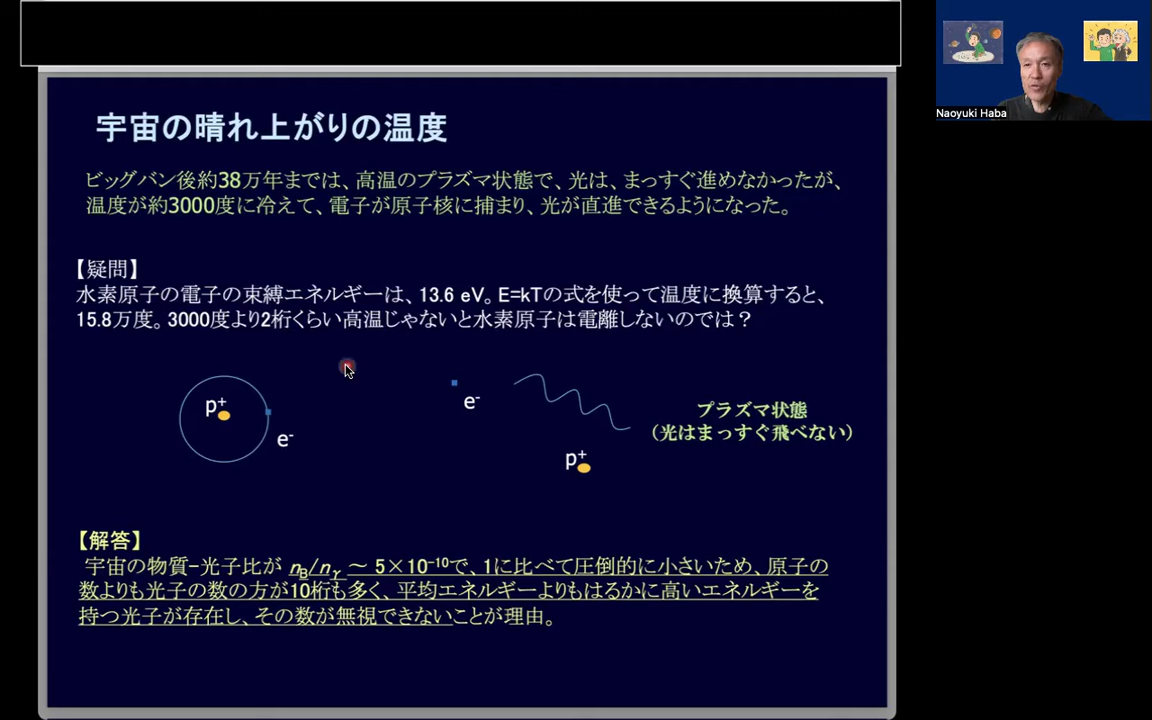 宇宙の晴れ上がりの温度
ビッグバン後約38万年までは、高温のプラズマ状態で、光は、まっすぐ進めなかったが、
温度が約3000度に冷えて、電子が原子核に捕まり、光が直進できるようになった。
【疑問】
水素原子の電子の束縛エネルギーは、13.6 eV。E=kTの式を使って温度に換算すると、
15.8万度。3000度より2桁くらい高温じゃないと水素原子は電離しないのでは？
p⁺
e⁻
e⁻
p⁺
プラズマ状態
（光はまっすぐ飛べない）
【解答】
宇宙の物質−光子比が n_B/n_γ ～ 5×10⁻¹⁰で、1に比べて圧倒的に小さいため、原子の
数よりも光子の数の方が10桁も多く、平均エネルギーよりもはるかに高いエネルギーを
持つ光子が存在し、その数が無視できないことが理由。
Naoyuki Haba